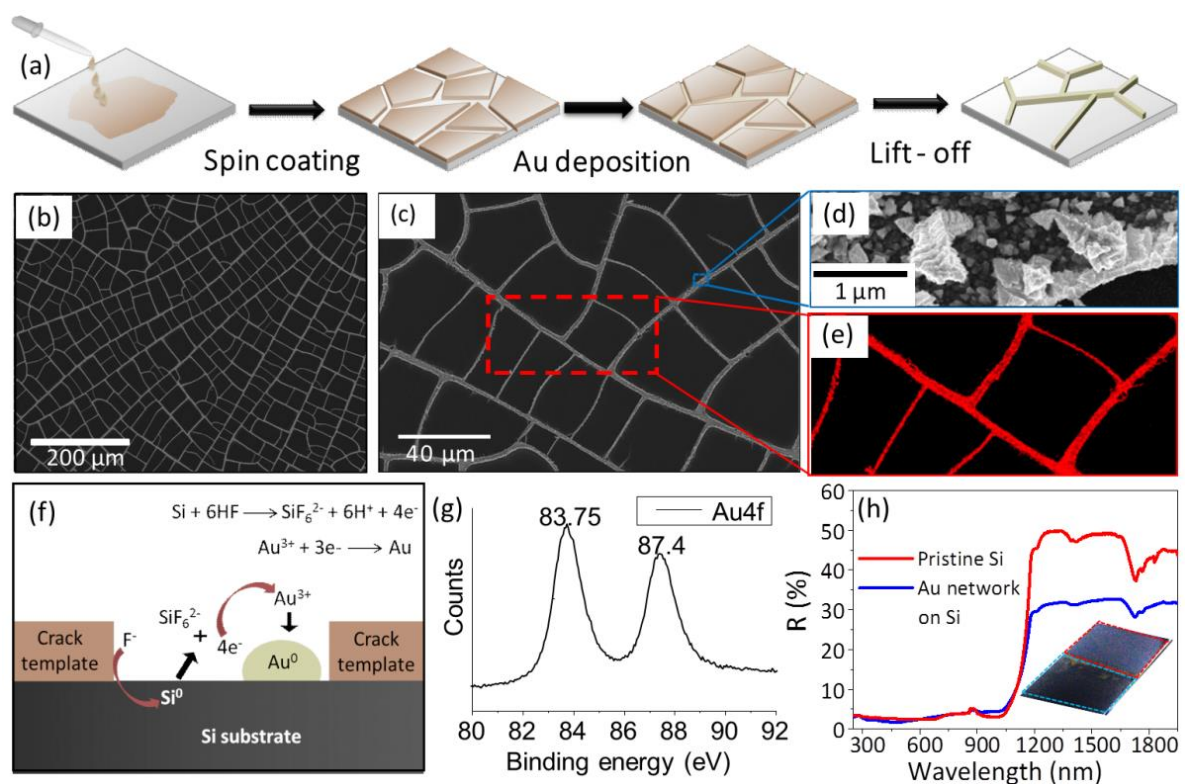 (a)
Spin coating
Au deposition
Lift - off
(b)
200 µm
(c)
40 µm
(d)
1 µm
(e)
(f)
Si + 6HF ⟶ SiF₆²⁻ + 6H⁺ + 4e⁻
Au³⁺ + 3e- ⟶ Au
Crack
template
F⁻
SiF₆²⁻
+
4e⁻
Au³⁺
Au⁰
Crack
template
Si⁰
Si substrate
(g)
83.75
87.4
Au4f
Counts
80 82 84 86 88 90 92
Binding energy (eV)
(h)
R (%)
60
50
40
30
20
10
0
Pristine Si
Au network
on Si
300 600 900 1200 1500 1800
Wavelength (nm)